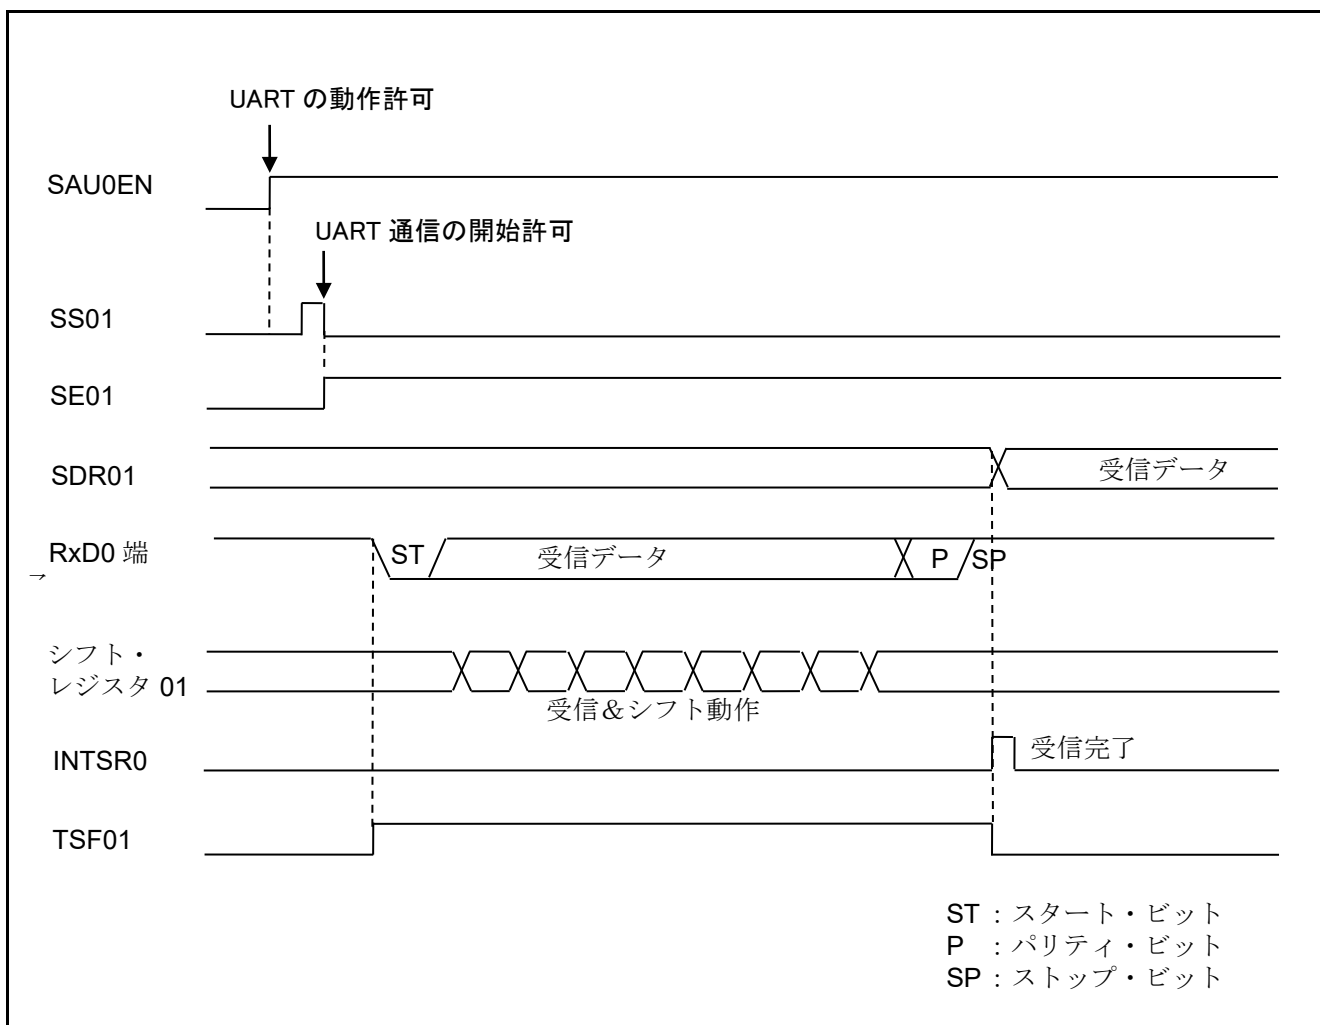 UART の動作許可
SAU0EN
UART 通信の開始許可
SS01
SE01
SDR01
受信データ
RxD0 端
ST
受信データ
P
SP
シフト・
レジスタ 01
受信＆シフト動作
INTSR0
受信完了
TSF01
ST：スタート・ビット
P ：パリティ・ビット
SP：ストップ・ビット